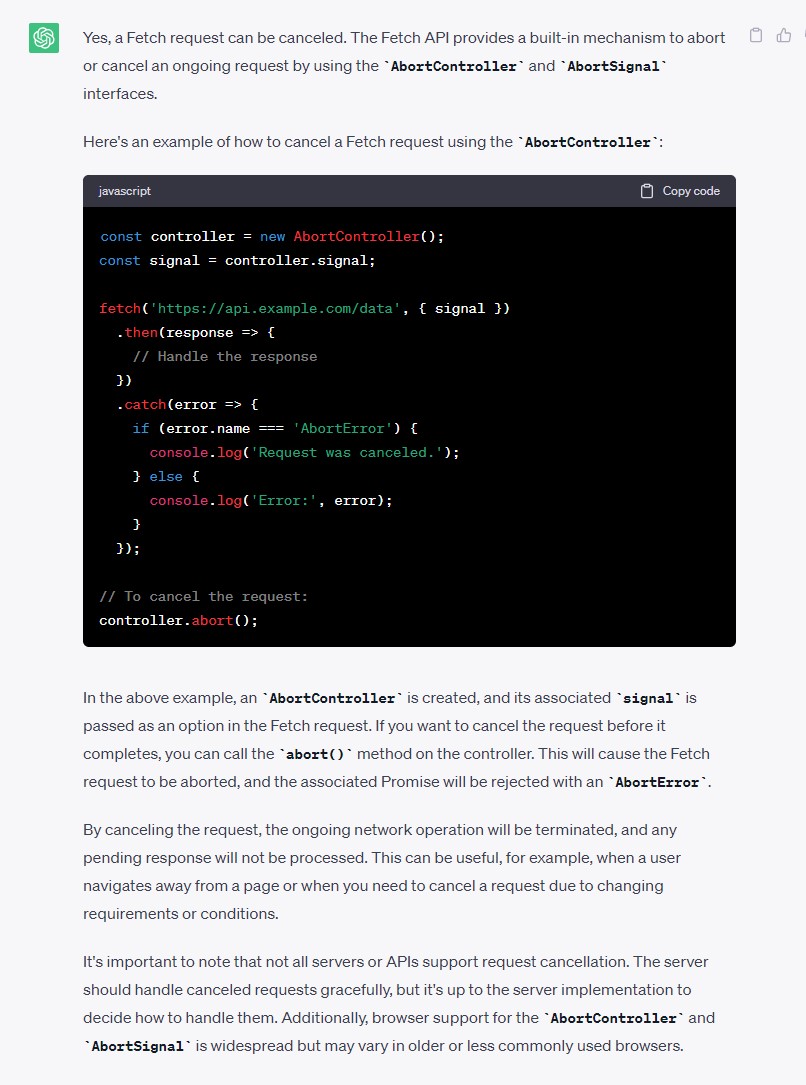 Yes, a Fetch request can be canceled. The Fetch API provides a built-in mechanism to abort
or cancel an ongoing request by using the `AbortController` and `AbortSignal`
interfaces.
Here's an example of how to cancel a Fetch request using the `AbortController`:
javascript Copy code
const controller = new AbortController();
const signal = controller.signal;
fetch('https://api.example.com/data', { signal })
  .then(response => {
    // Handle the response
  })
  .catch(error => {
    if (error.name === 'AbortError') {
      console.log('Request was canceled.');
    } else {
      console.log('Error:', error);
    }
  });
// To cancel the request:
controller.abort();
In the above example, an `AbortController` is created, and its associated `signal` is
passed as an option in the Fetch request. If you want to cancel the request before it
completes, you can call the `abort()` method on the controller. This will cause the Fetch
request to be aborted, and the associated Promise will be rejected with an `AbortError`.
By canceling the request, the ongoing network operation will be terminated, and any
pending response will not be processed. This can be useful, for example, when a user
navigates away from a page or when you need to cancel a request due to changing
requirements or conditions.
It's important to note that not all servers or APIs support request cancellation. The server
should handle canceled requests gracefully, but it's up to the server implementation to
decide how to handle them. Additionally, browser support for the `AbortController` and
`AbortSignal` is widespread but may vary in older or less commonly used browsers.